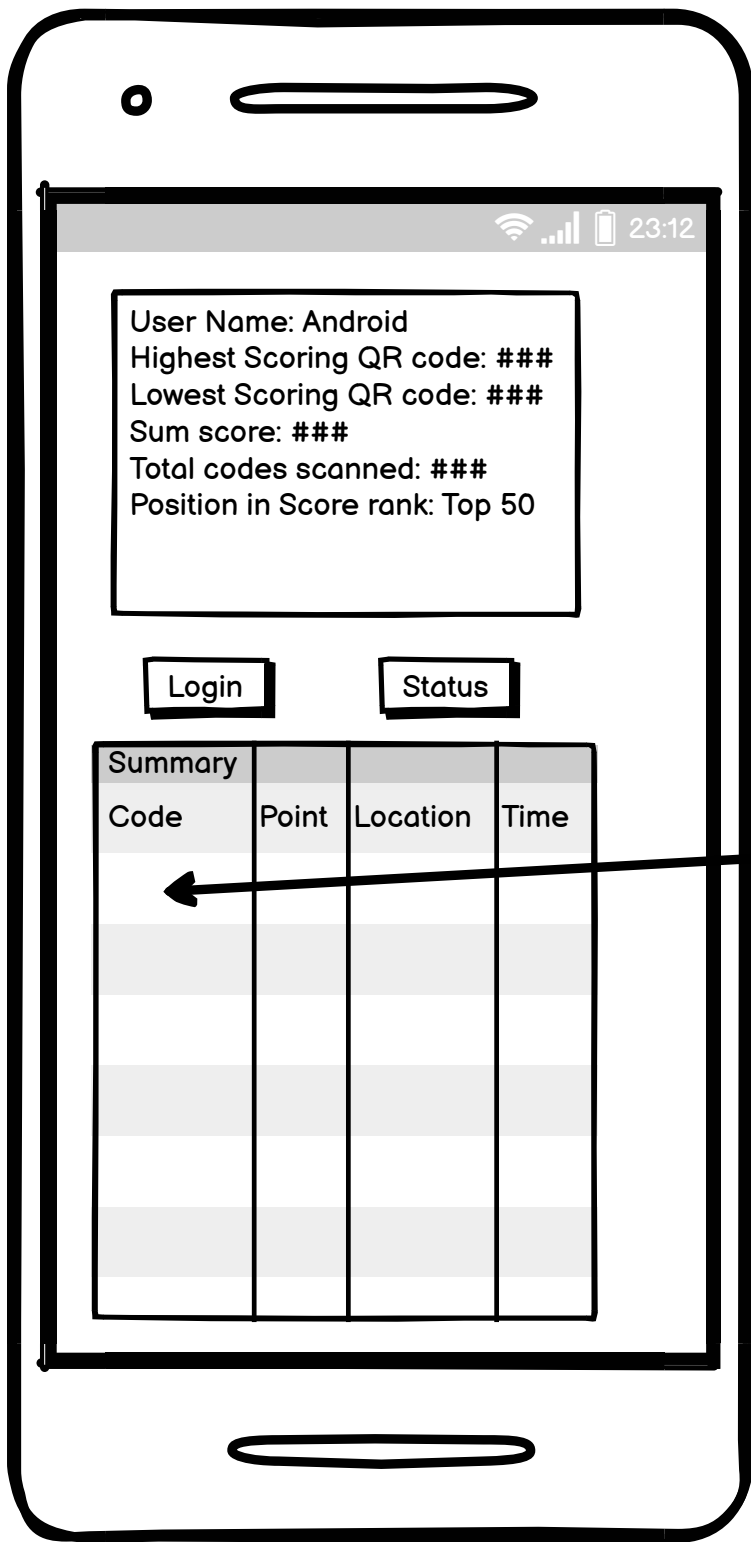 23:12
User Name: Android
Highest Scoring QR code: ###
Lowest Scoring QR code: ###
Sum score: ###
Total codes scanned: ###
Position in Score rank: Top 50
Login Status
Summary
Code Point Location Time